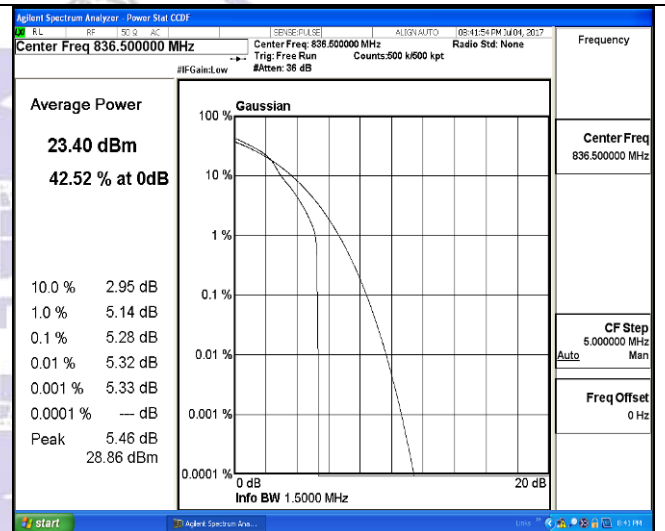 Agilent Spectrum Analyzer - Power Stat CCDF
RL RF 50 Ω AC SENSE:PULSE ALIGN AUTO 08:41:54 PM Jul 04, 2017
Center Freq 836.500000 MHz
Center Freq: 836.500000 MHz Radio Std: None
Trig: Free Run Counts:500 k/500 kpt
#IFGain:Low #Atten: 36 dB
Frequency
Average Power
23.40 dBm
42.52 % at 0dB
10.0 % 2.95 dB
1.0 % 5.14 dB
0.1 % 5.28 dB
0.01 % 5.32 dB
0.001 % 5.33 dB
0.0001 % --- dB
Peak 5.46 dB
28.86 dBm
Gaussian
100 %
10 %
1 %
0.1 %
0.01 %
0.001 %
0.0001 %
0 dB 20 dB
Info BW 1.5000 MHz
Center Freq
836.500000 MHz
CF Step
5.000000 MHz
Auto Man
Freq Offset
0 Hz
start Agilent Spectrum Ana... Links » 8:41 PM